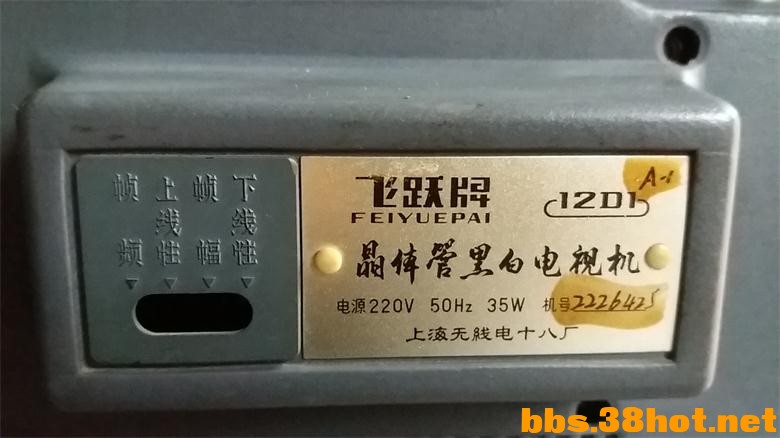 帧频 上线性 帧幅 下线性
飞跃牌
FEIYUEPAI
12D1
A-1
晶体管黑白电视机
电源220V 50Hz 35W 机号2226425
上海无线电十八厂
bbs.38hot.net